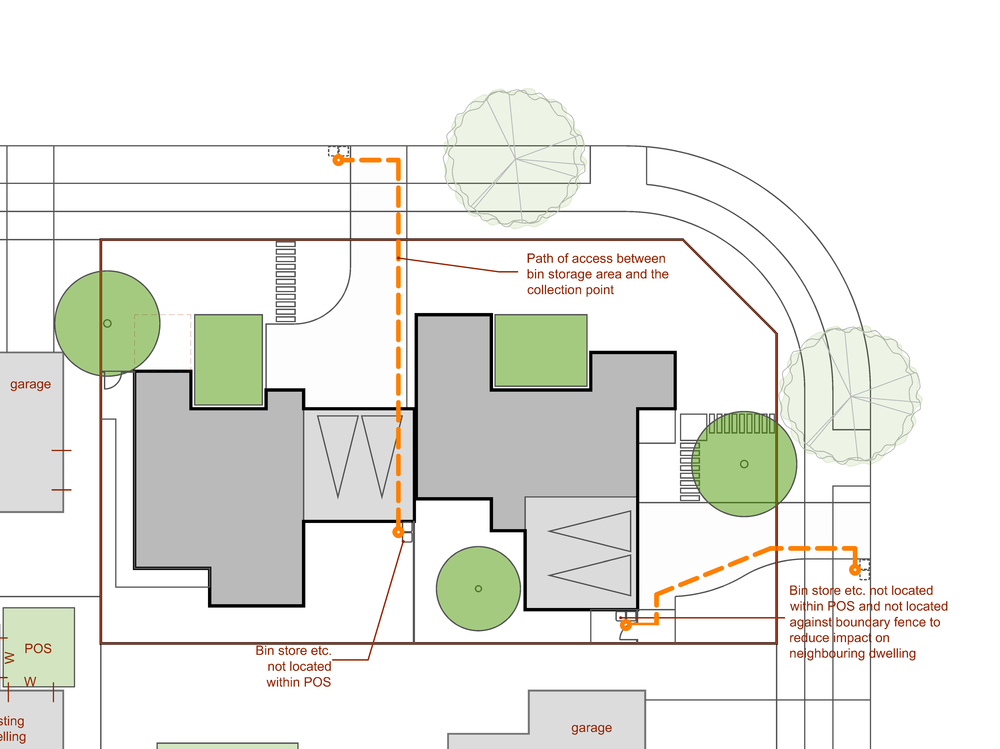 Path of access between
bin storage area and the
collection point
garage
Bin store etc. not located
within POS and not located
against boundary fence to
reduce impact on
neighbouring dwelling
Bin store etc.
not located
within POS
POS
W
W
sting
elling
garage